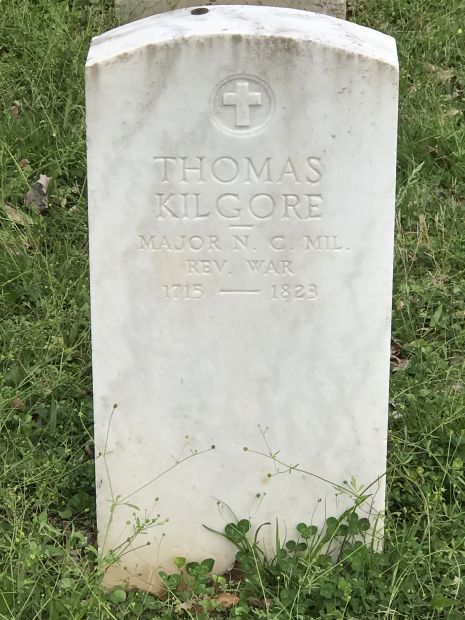 THOMAS
KILGORE
MAJOR N. C. MIL.
REV. WAR
1715 — 1823